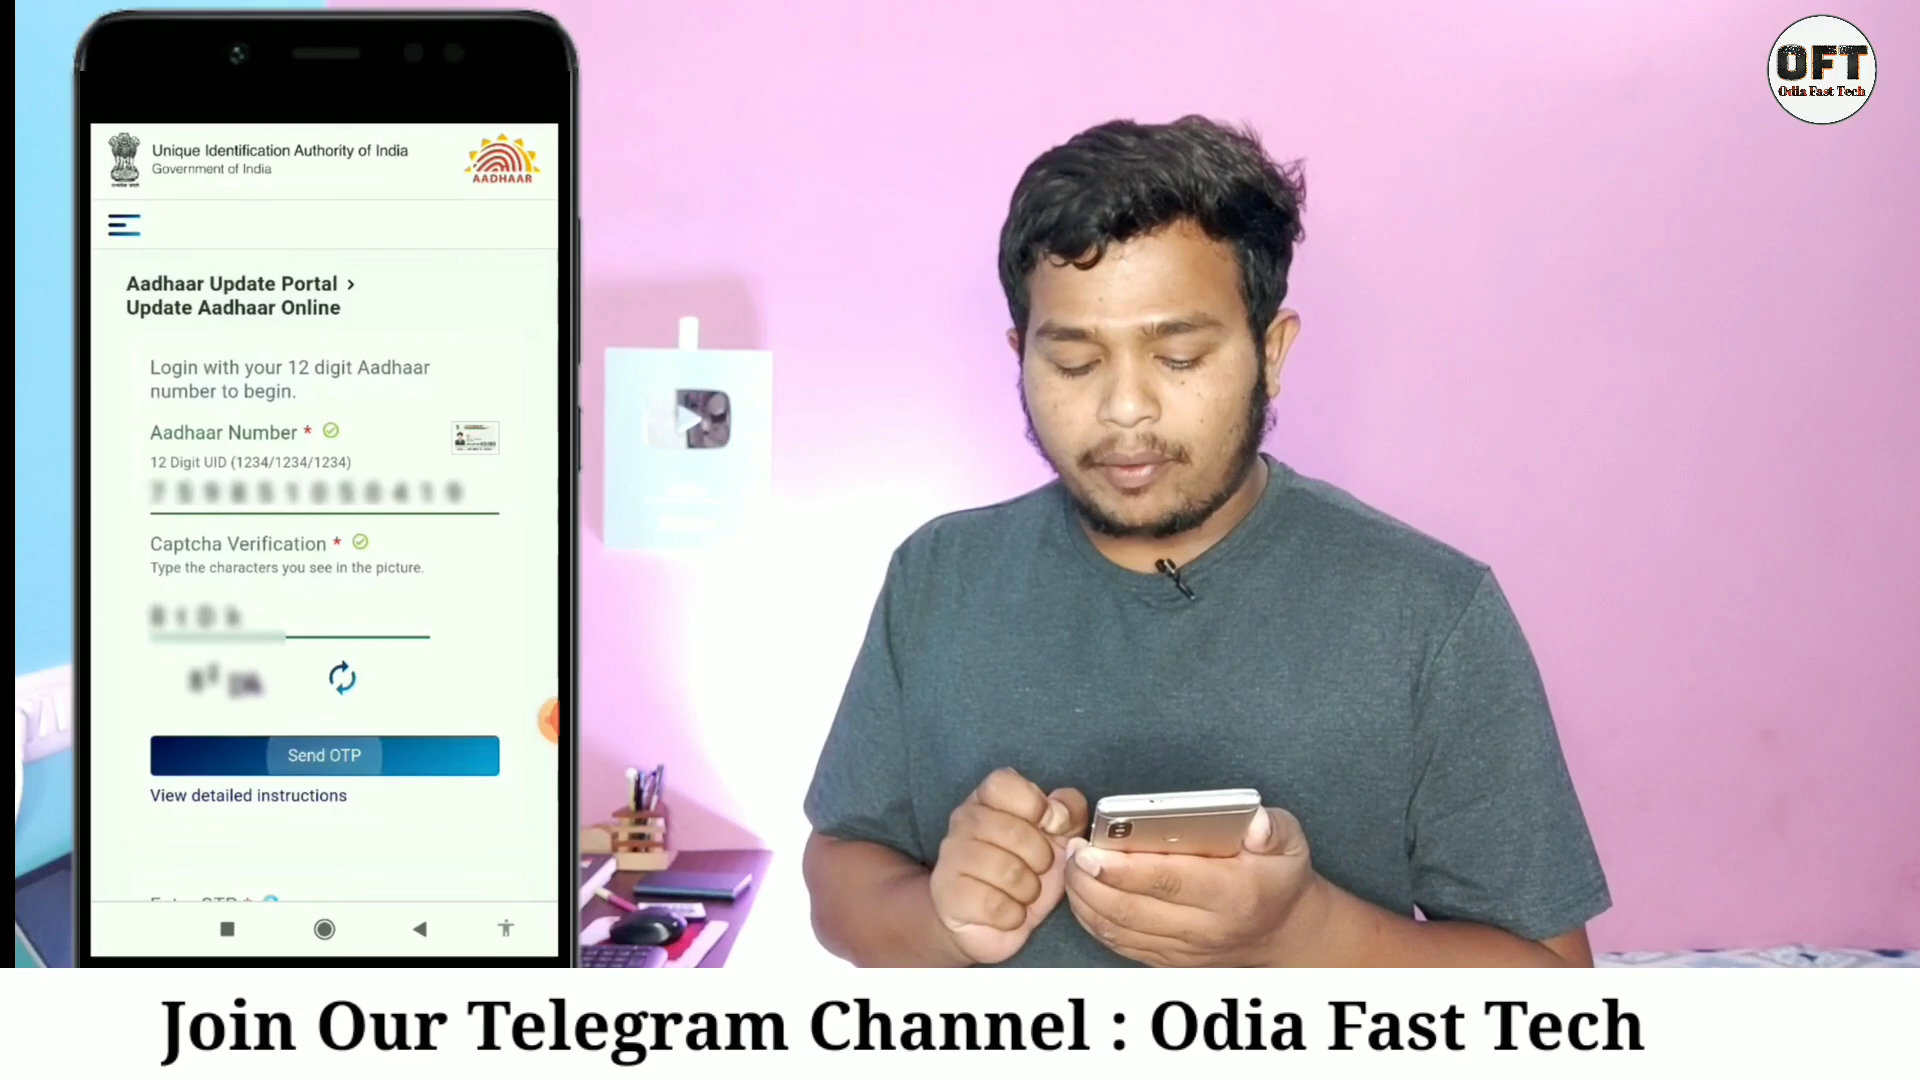 OFT
Odia Fast Tech
Unique Identification Authority of India
Government of India
AADHAAR
Aadhaar Update Portal >
Update Aadhaar Online
Login with your 12 digit Aadhaar
number to begin.
Aadhaar Number *
12 Digit UID (1234/1234/1234)
Captcha Verification *
Type the characters you see in the picture.
Send OTP
View detailed instructions
Join Our Telegram Channel : Odia Fast Tech